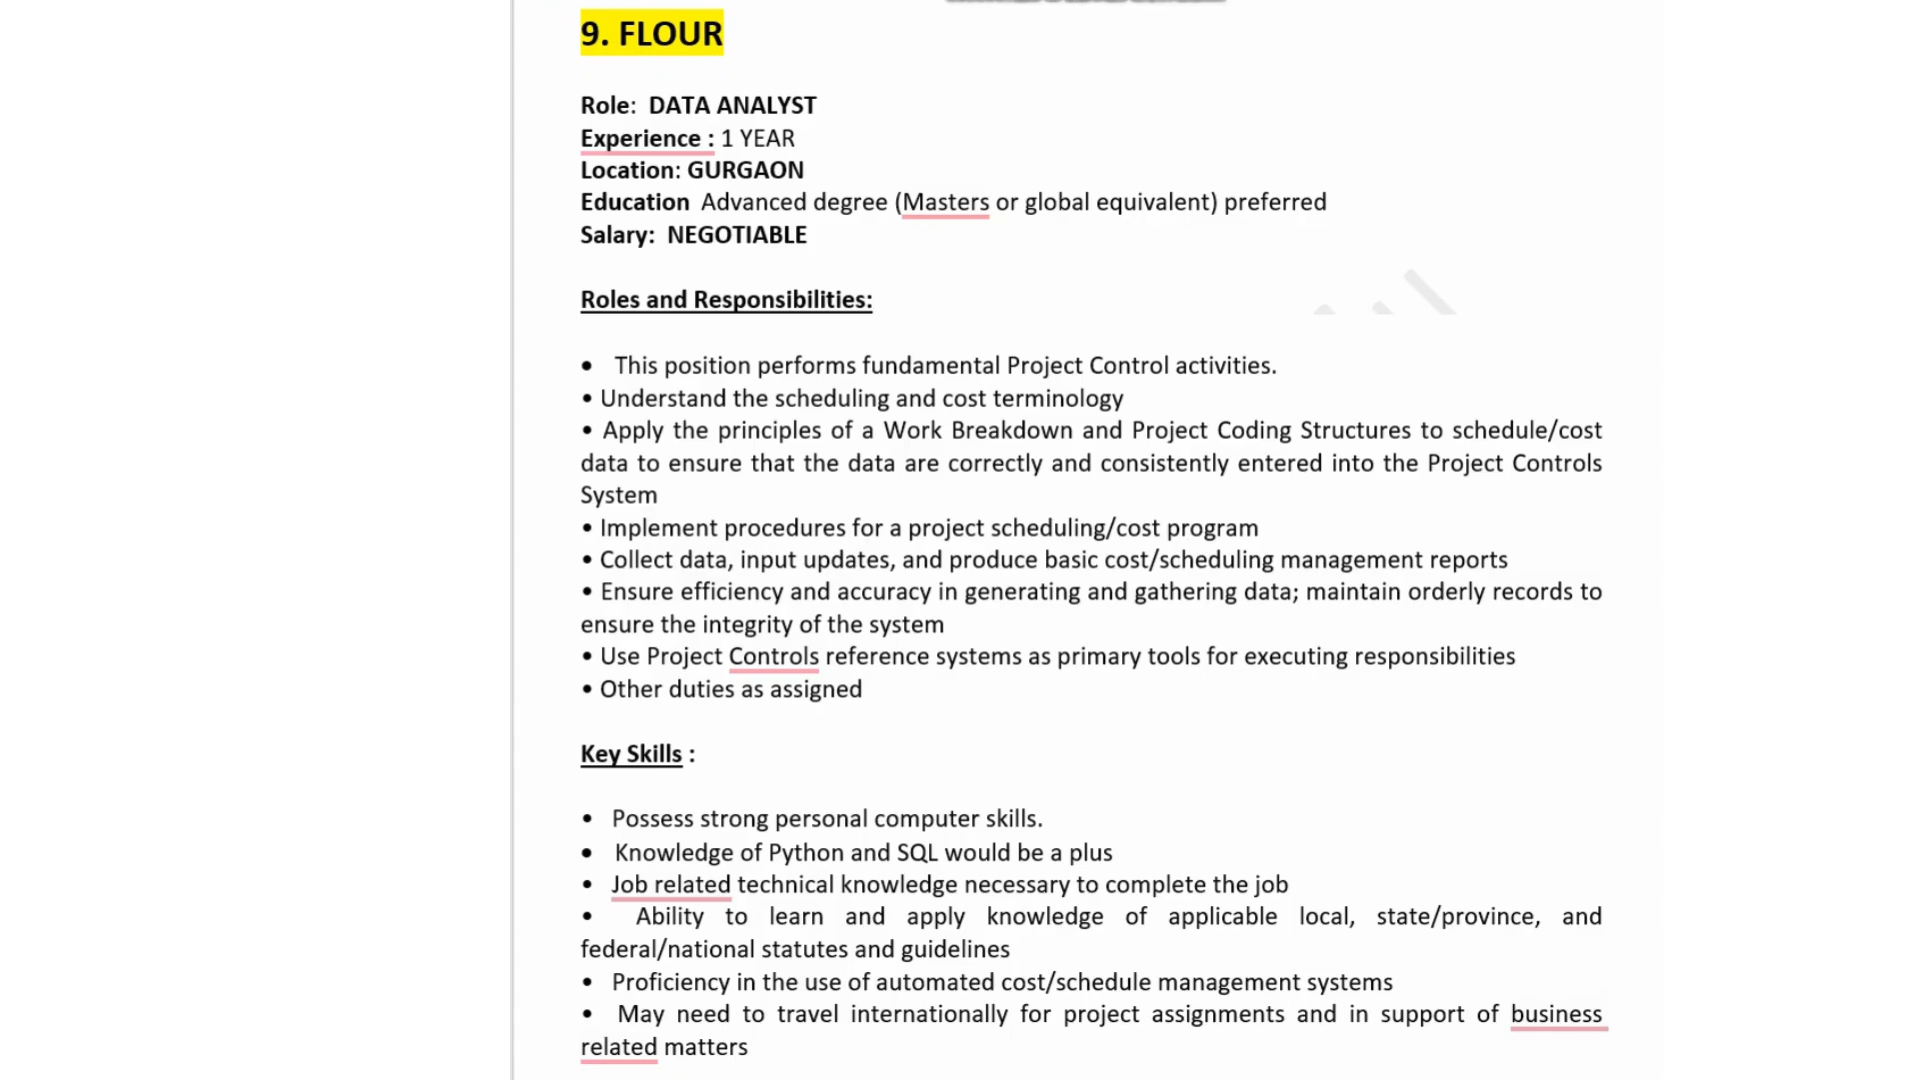 9. FLOUR
Role: DATA ANALYST
Experience : 1 YEAR
Location: GURGAON
Education Advanced degree (Masters or global equivalent) preferred
Salary: NEGOTIABLE
Roles and Responsibilities:
• This position performs fundamental Project Control activities.
• Understand the scheduling and cost terminology
• Apply the principles of a Work Breakdown and Project Coding Structures to schedule/cost
data to ensure that the data are correctly and consistently entered into the Project Controls
System
• Implement procedures for a project scheduling/cost program
• Collect data, input updates, and produce basic cost/scheduling management reports
• Ensure efficiency and accuracy in generating and gathering data; maintain orderly records to
ensure the integrity of the system
• Use Project Controls reference systems as primary tools for executing responsibilities
• Other duties as assigned
Key Skills :
• Possess strong personal computer skills.
• Knowledge of Python and SQL would be a plus
• Job related technical knowledge necessary to complete the job
• Ability to learn and apply knowledge of applicable local, state/province, and
federal/national statutes and guidelines
• Proficiency in the use of automated cost/schedule management systems
• May need to travel internationally for project assignments and in support of business
related matters